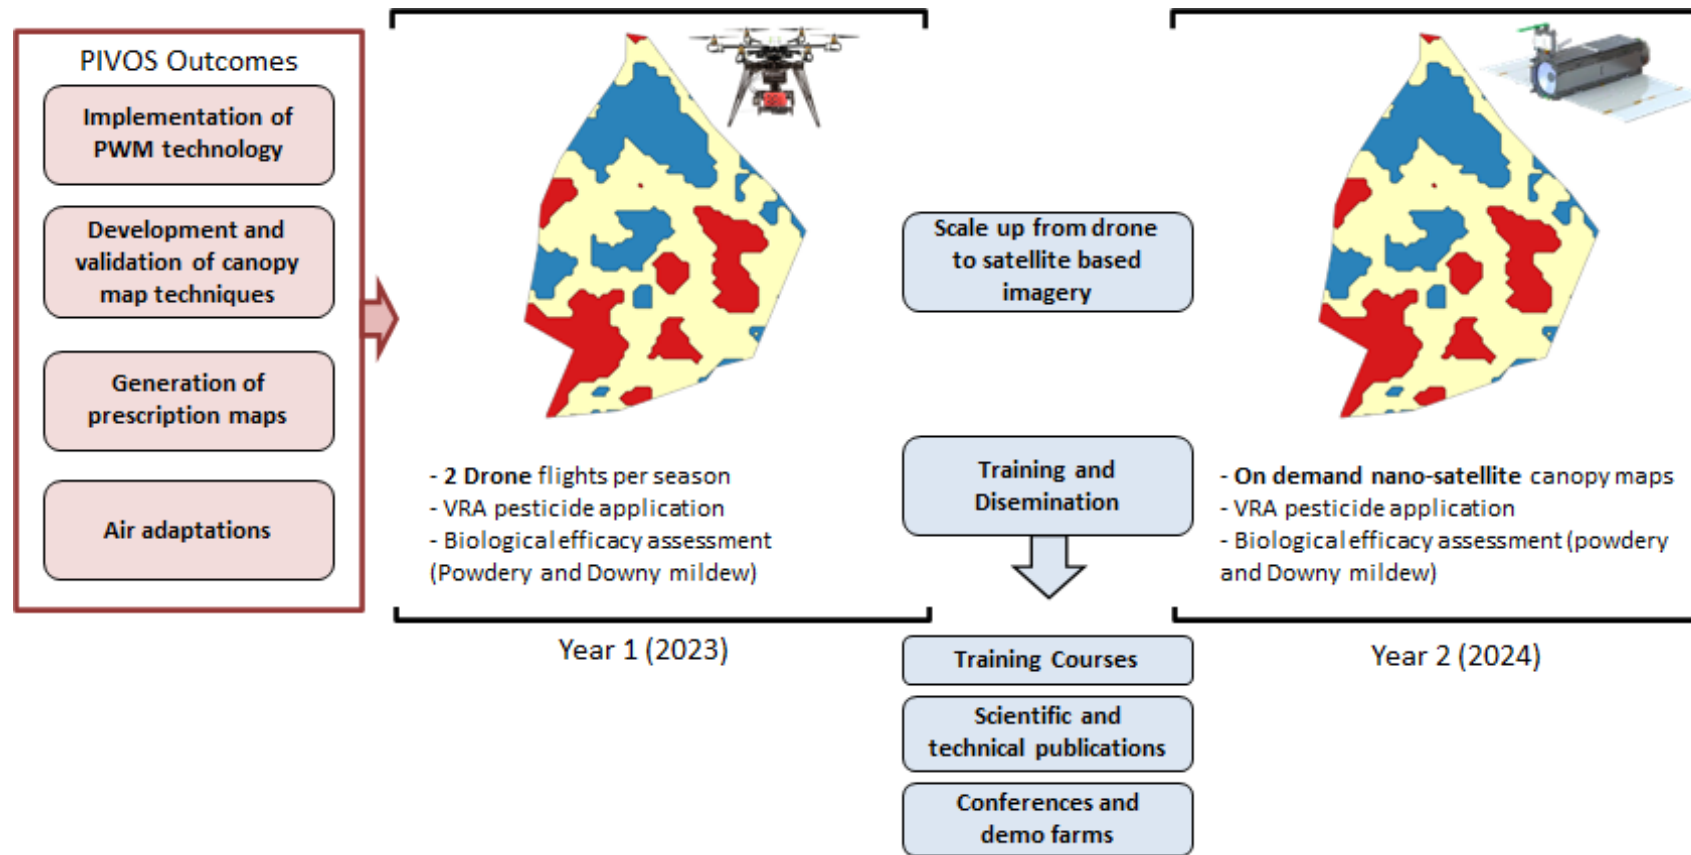 PIVOS Outcomes
Implementation of
PWM technology
Development and
validation of canopy
map techniques
Generation of
prescription maps
Air adaptations
- 2 Drone flights per season
- VRA pesticide application
- Biological efficacy assessment
(Powdery and Downy mildew)
Year 1 (2023)
Scale up from drone
to satellite based
imagery
Training and
Disemination
Training Courses
Scientific and
technical publications
Conferences and
demo farms
- On demand nano-satellite canopy maps
- VRA pesticide application
- Biological efficacy assessment (powdery
and Downy mildew)
Year 2 (2024)